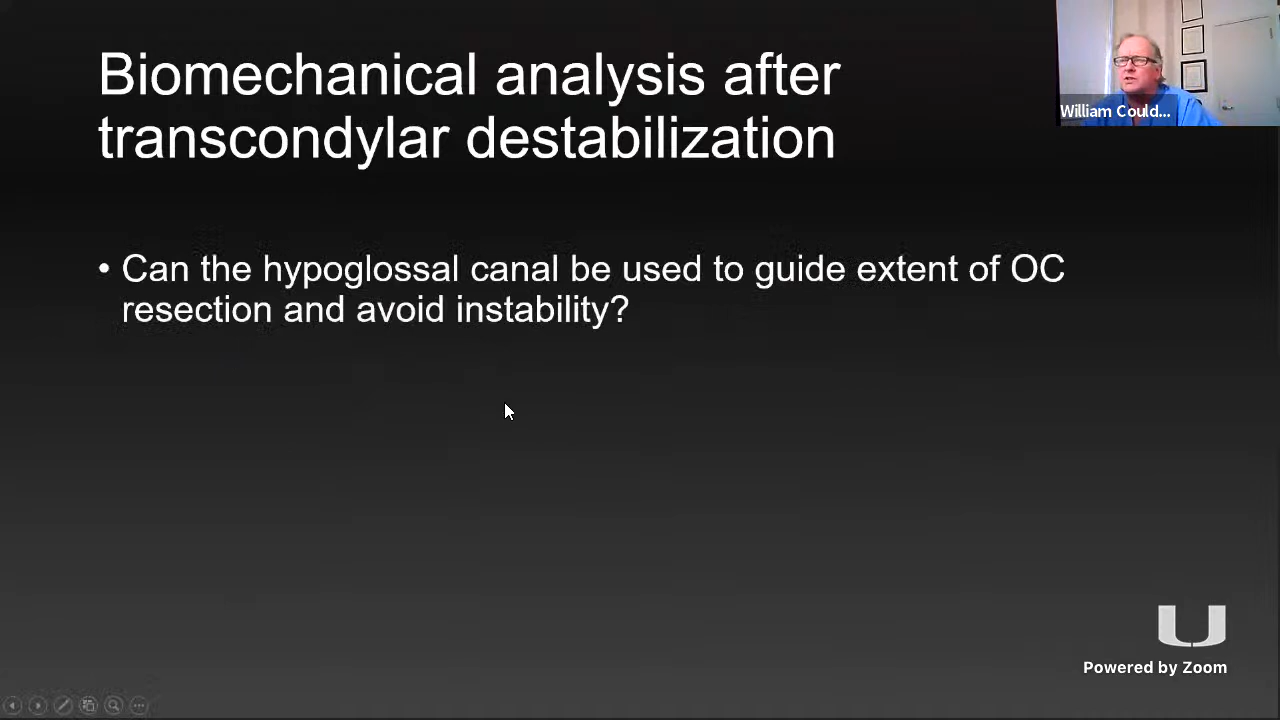 Biomechanical analysis after
transcondylar destabilization
William Could...
• Can the hypoglossal canal be used to guide extent of OC
resection and avoid instability?
U
Powered by Zoom